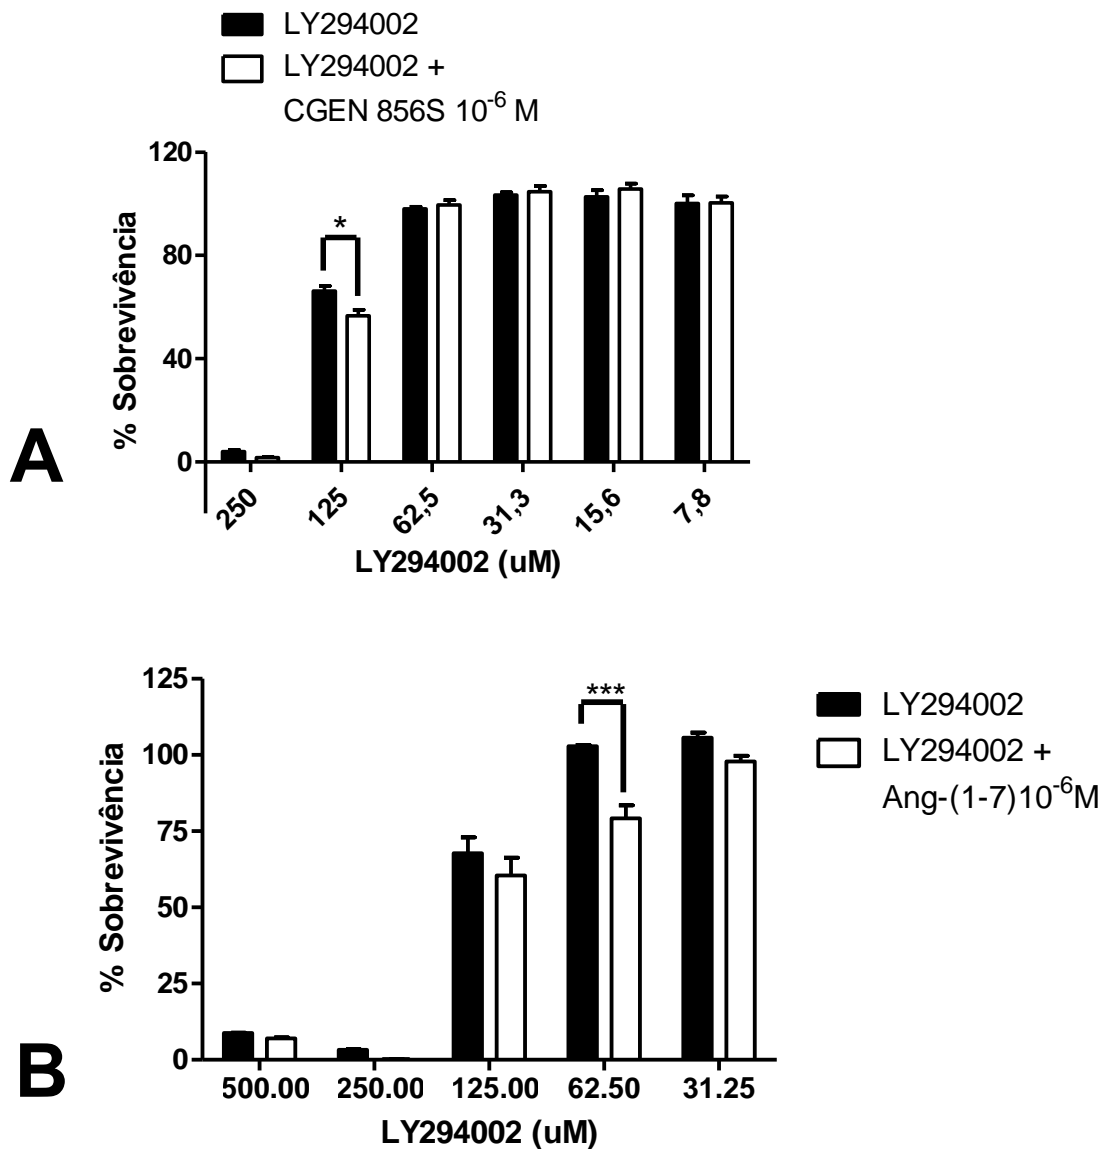 LY294002
LY294002 +
CGEN 856S 10⁻⁶ M
120
80
40
0
% Sobrevivência
*
250
125
62,5
31,3
15,6
7,8
LY294002 (uM)
A
125
100
75
50
25
0
% Sobrevivência
***
500.00
250.00
125.00
62.50
31.25
LY294002 (uM)
LY294002
LY294002 +
Ang-(1-7)10⁻⁶M
B